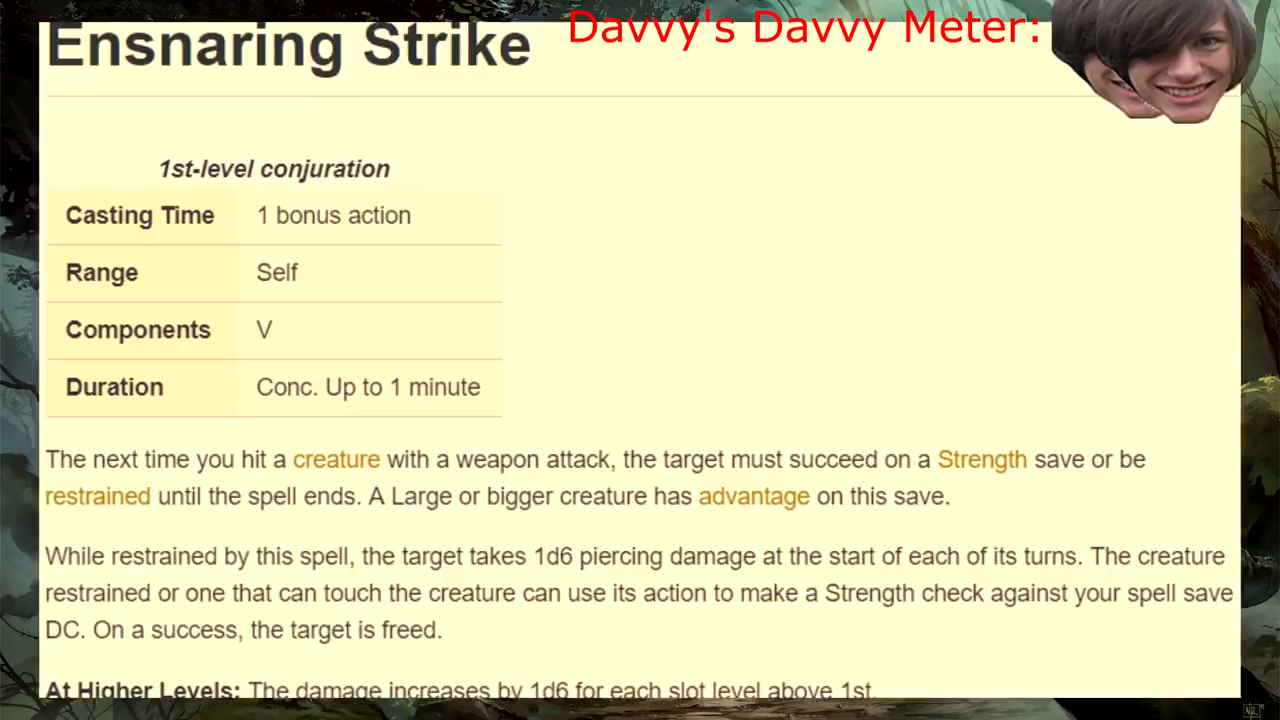 Davvy's Davvy Meter:
Ensnaring Strike
1st-level conjuration
Casting Time 1 bonus action
Range Self
Components V
Duration Conc. Up to 1 minute
The next time you hit a creature with a weapon attack, the target must succeed on a Strength save or be
restrained until the spell ends. A Large or bigger creature has advantage on this save.
While restrained by this spell, the target takes 1d6 piercing damage at the start of each of its turns. The creature
restrained or one that can touch the creature can use its action to make a Strength check against your spell save
DC. On a success, the target is freed.
At Higher Levels: The damage increases by 1d6 for each slot level above 1st.